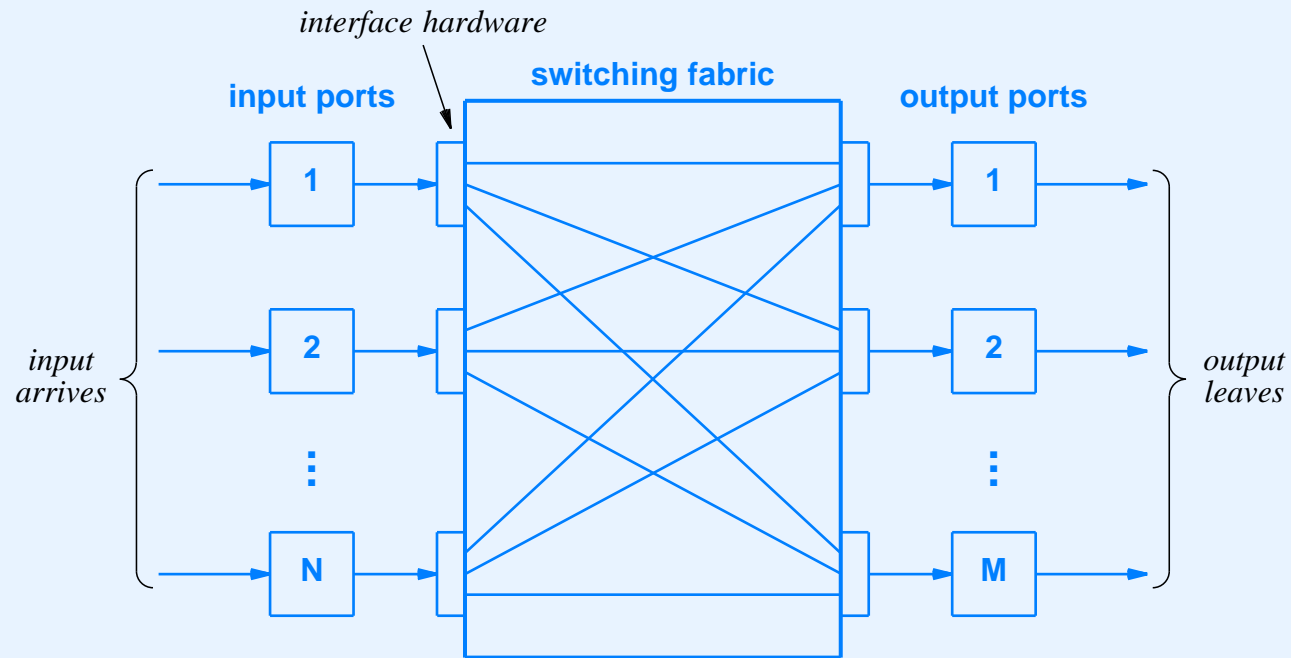 interface hardware
switching fabric
input ports
output ports
1
1
2
2
input
arrives
output
leaves
⋮
⋮
N
M